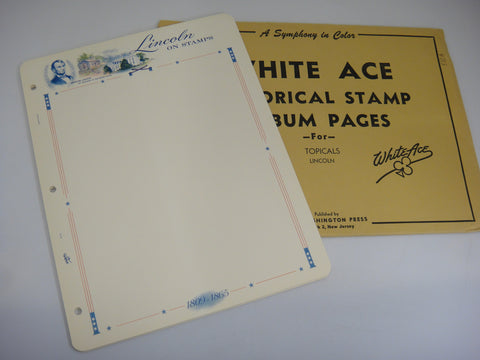 Lincoln
ON STAMPS
1809-1865
A Symphony in Color
WHITE ACE
ORICAL STAMP
BUM PAGES
—For—
TOPICALS
LINCOLN
White Ace
Published by
HINGTON PRESS
2, New Jersey